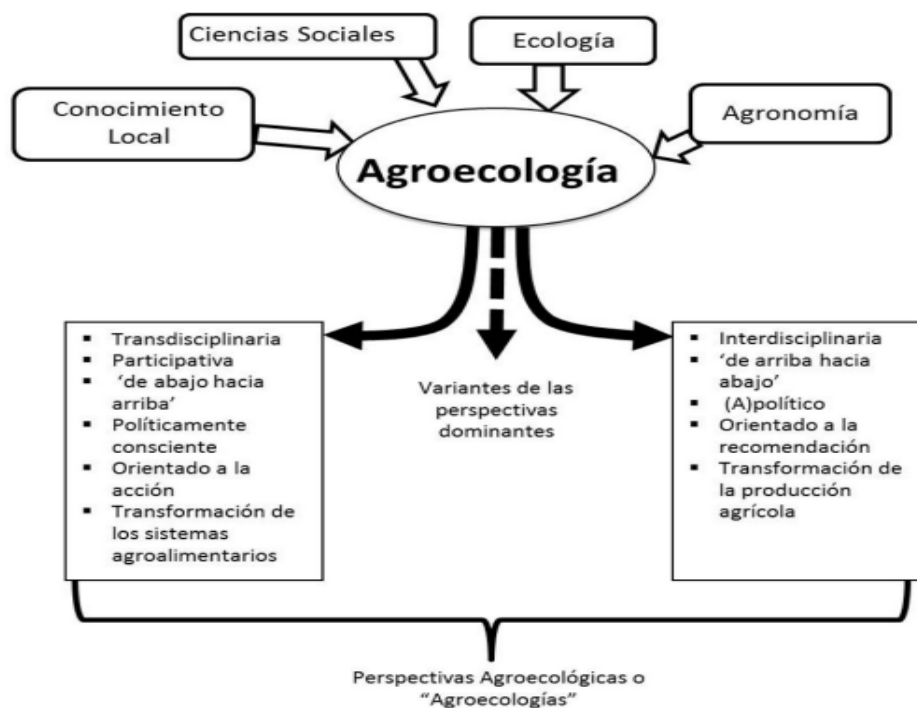 Ciencias Sociales
Ecología
Conocimiento
Local
Agronomía
Agroecología
▪ Transdisciplinaria
▪ Participativa
▪ ‘de abajo hacia
arriba’
▪ Políticamente
consciente
▪ Orientado a la
acción
▪ Transformación de
los sistemas
agroalimentarios
Variantes de las
perspectivas
dominantes
▪ Interdisciplinaria
▪ ‘de arriba hacia
abajo’
▪ (A)político
▪ Orientado a la
recomendación
▪ Transformación de
la producción
agrícola
Perspectivas Agroecológicas o
“Agroecologías”